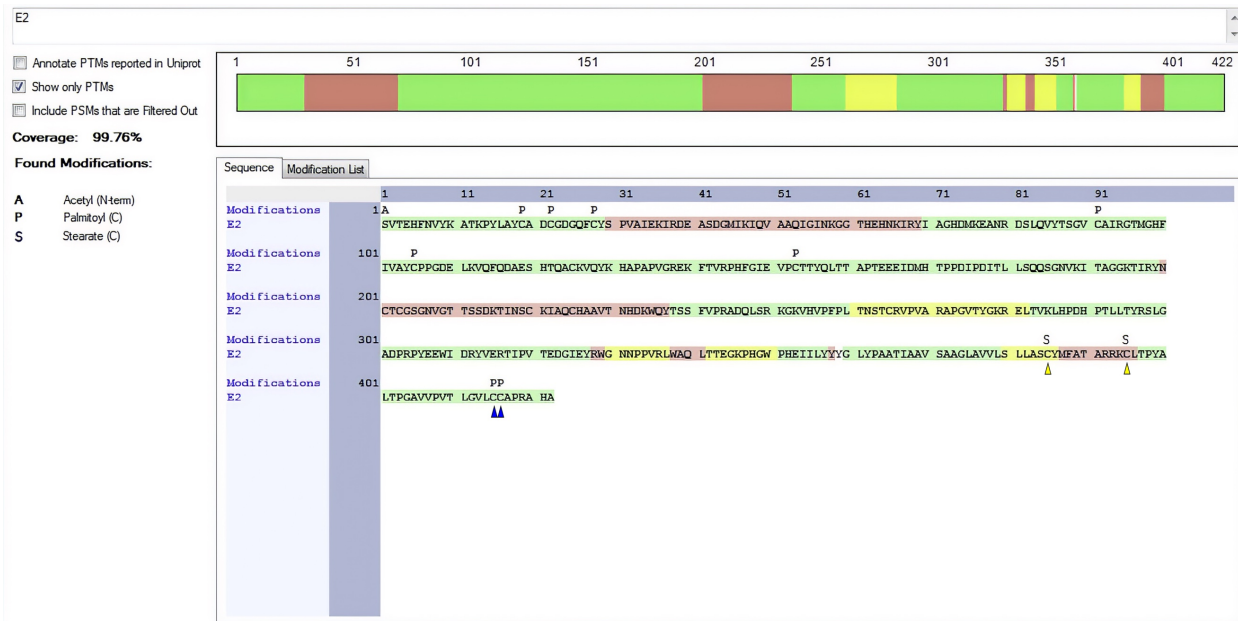 E2
Annotate PTMs reported in Uniprot
Show only PTMs
Include PSMs that are Filtered Out
Coverage: 99.76%
Found Modifications:
A Acetyl (N-term)
P Palmitoyl (C)
S Stearate (C)
1 51 101 151 201 251 301 351 401 422
Sequence Modification List
1 11 21 31 41 51 61 71 81 91
Modifications 1 A P P P P
E2 SVTEHFNVYK ATKPYLAYCA DCGDGQFCYS PVAIEKIRDE ASDGMIKIQV AAQIGINKGG THEHNKIRYI AGHDMKEANR DSLQVYTSGV CAIRGTMGHF
Modifications 101 P P
E2 IVAYCPPGDE LKVQFQDAES HTQACKVQYK HAPAPVGREK FTVRPHFGIE VPCTTYQLTT APTEEEIDMH TPPDIPDITL LSQQSGNVKI TAGGKTIRYN
Modifications 201
E2 CTCGSGNVGT TSSDKTINSC KIAQCHAAVT NHDKWQYTSS FVPRADQLSR KGKVHVPFPL TNSTCRVPVA RAPGVTYGKR ELTVKLHPDH PTLLTYRSLG
Modifications 301 S S
E2 ADPRPYEEWI DRYVERTIPV TEDGIEYRWG NNPPVRLWAQ LTTEGKPHGW PHEIILYYYG LYPAATIAAV SAAGLAVVLS LLASCYMFAT ARRKCLTPYA
Modifications 401 PP
E2 LTPGAVVPVT LGVLCCAPRA HA